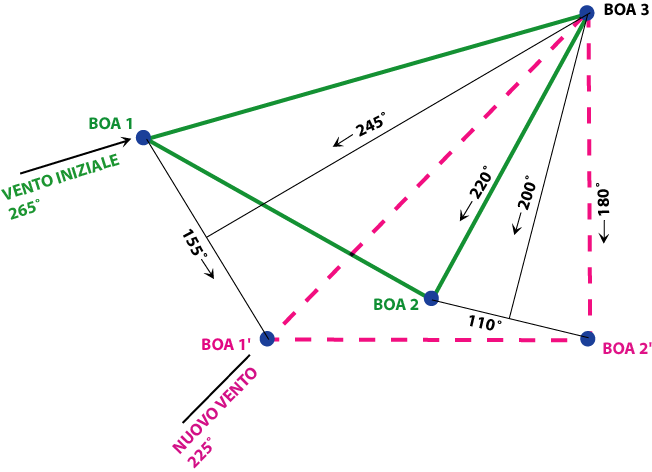 BOA 3
BOA 1
245°
VENTO INIZIALE
265°
220°
200°
180°
155°
BOA 2
110°
BOA 1'
BOA 2'
NUOVO VENTO
225°